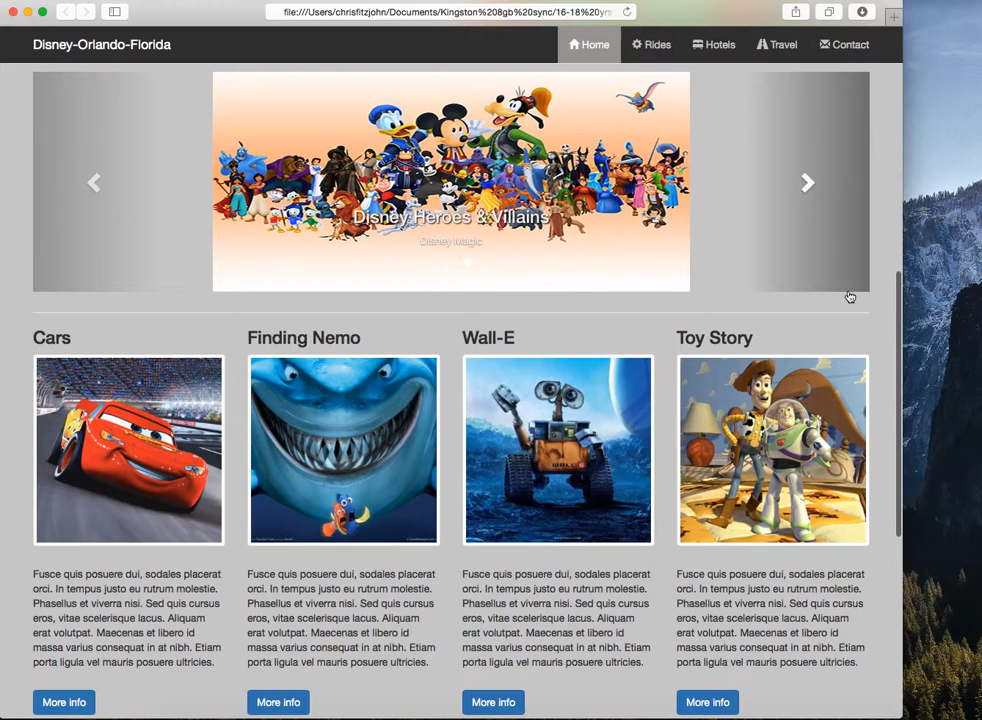 file:///Users/chrisfitzjohn/Documents/Kingston%208gb%20sync/16-18%20yrs
Disney-Orlando-Florida
Home Rides Hotels Travel Contact
Disney Heroes & Villains
Disney Magic
Cars
Finding Nemo
Wall-E
Toy Story
Fusce quis posuere dui, sodales placerat
orci. In tempus justo eu rutrum molestie.
Phasellus et viverra nisi. Sed quis cursus
eros, vitae scelerisque lacus. Aliquam
erat volutpat. Maecenas et libero id
massa varius consequat in at nibh. Etiam
porta ligula vel mauris posuere ultricies.
Fusce quis posuere dui, sodales placerat
orci. In tempus justo eu rutrum molestie.
Phasellus et viverra nisi. Sed quis cursus
eros, vitae scelerisque lacus. Aliquam
erat volutpat. Maecenas et libero id
massa varius consequat in at nibh. Etiam
porta ligula vel mauris posuere ultricies.
Fusce quis posuere dui, sodales placerat
orci. In tempus justo eu rutrum molestie.
Phasellus et viverra nisi. Sed quis cursus
eros, vitae scelerisque lacus. Aliquam
erat volutpat. Maecenas et libero id
massa varius consequat in at nibh. Etiam
porta ligula vel mauris posuere ultricies.
Fusce quis posuere dui, sodales placerat
orci. In tempus justo eu rutrum molestie.
Phasellus et viverra nisi. Sed quis cursus
eros, vitae scelerisque lacus. Aliquam
erat volutpat. Maecenas et libero id
massa varius consequat in at nibh. Etiam
porta ligula vel mauris posuere ultricies.
More info
More info
More info
More info